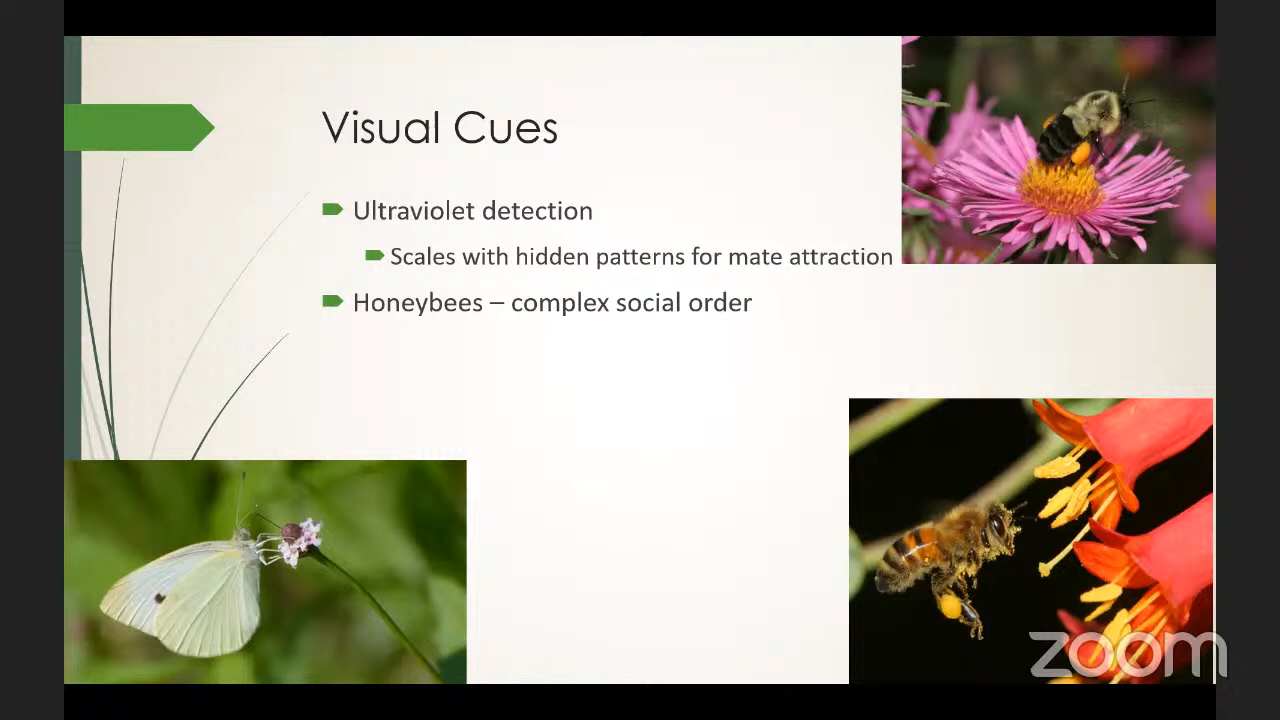 Visual Cues
Ultraviolet detection
Scales with hidden patterns for mate attraction
Honeybees – complex social order
zoom